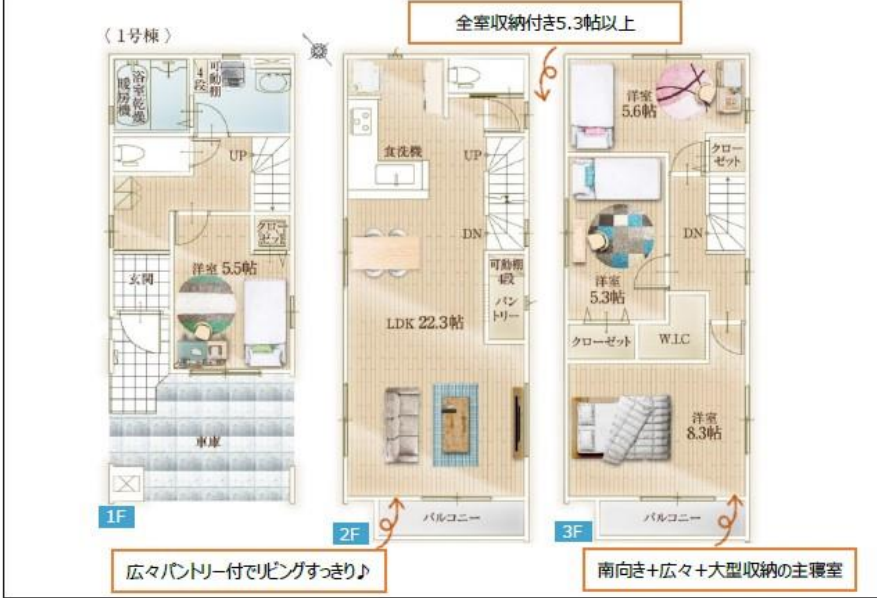 〈 1号棟 〉
全室収納付き5.3帖以上
浴室乾燥
暖房機
可動棚
4段
UP
クロー
ゼット
玄関
洋室 5.5帖
車庫
1F
食洗機
UP
DN
可動棚
4段
パン
トリー
LDK 22.3帖
バルコニー
2F
洋室
5.6帖
クロー
ゼット
DN
洋室
5.3帖
クローゼット
W.I.C
洋室
8.3帖
バルコニー
3F
広々パントリー付でリビングすっきり♪
南向き+広々+大型収納の主寝室